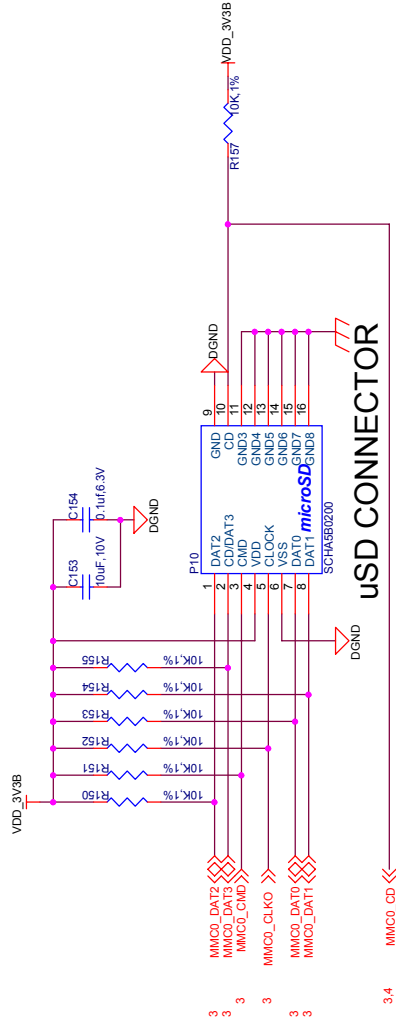 VDD_3V3B
R157
10K,1%
C154
0.1uf,6.3V
C153
10uF,10V
DGND
DGND
VDD_3V3B
R155
10K,1%
R154
10K,1%
R153
10K,1%
R152
10K,1%
R151
10K,1%
R150
10K,1%
P10
1 DAT2
2 CD/DAT3
3 CMD
4 VDD
5 CLOCK
6 VSS
7 DAT0
8 DAT1
9 GND
10 CD
11 GND3
12 GND4
13 GND5
14 GND6
15 GND7
16 GND8
microSD
SCHA5B0200
DGND
uSD CONNECTOR
3 MMC0_DAT2
3 MMC0_DAT3
3 MMC0_CMD
3 MMC0_CLKO
3 MMC0_DAT0
3 MMC0_DAT1
3,4 MMC0_CD